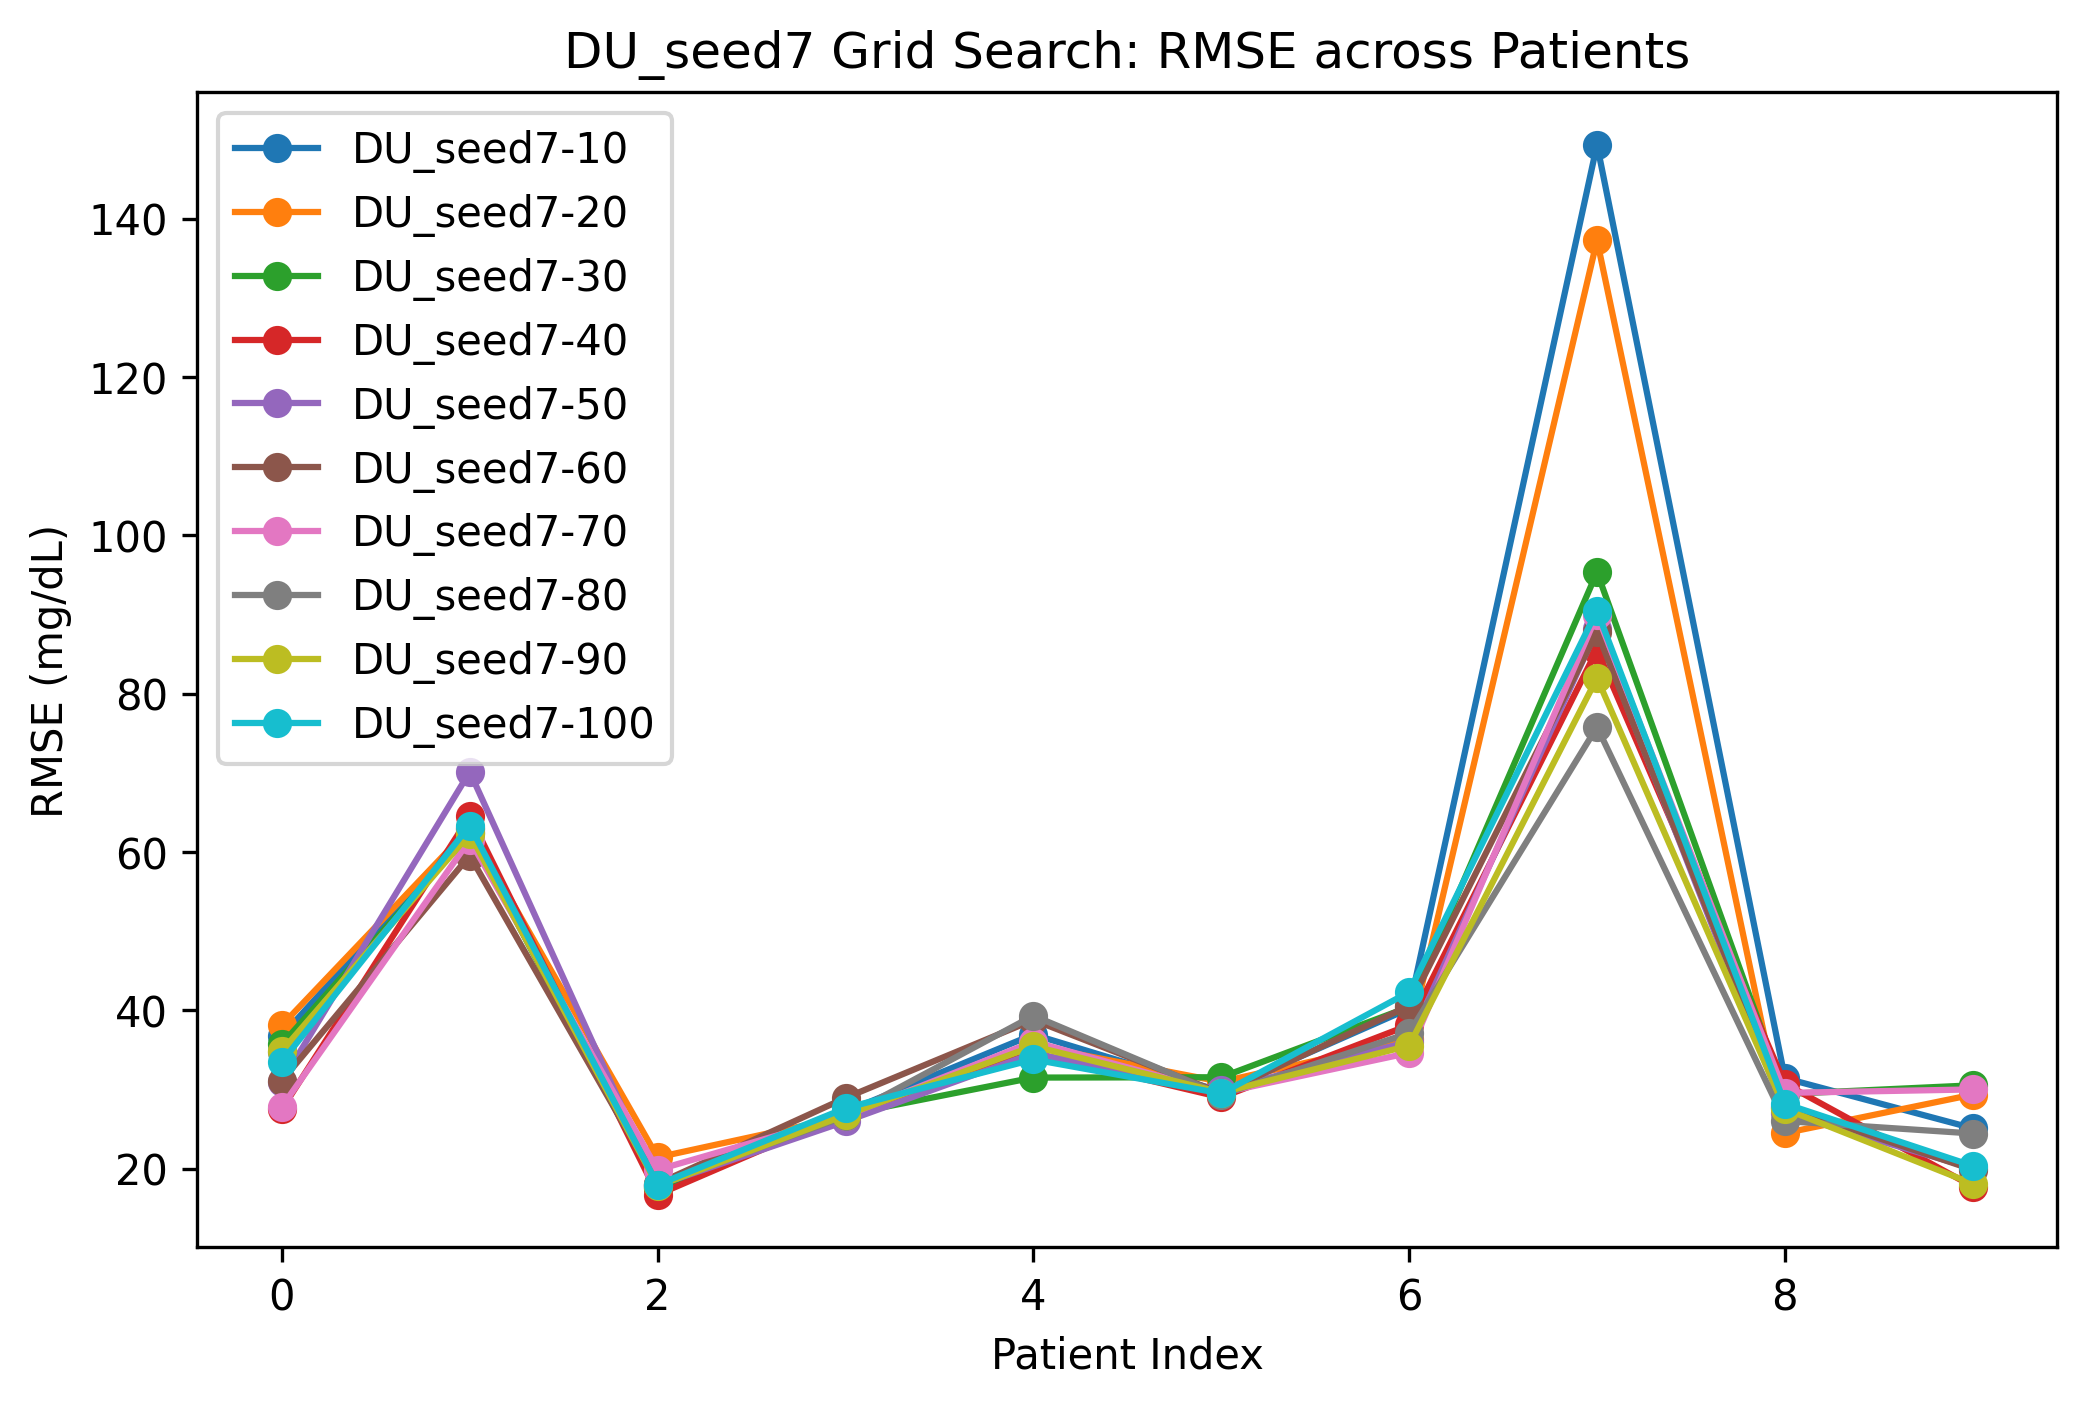 DU_seed7 Grid Search: RMSE across Patients
DU_seed7-10
DU_seed7-20
DU_seed7-30
DU_seed7-40
DU_seed7-50
DU_seed7-60
DU_seed7-70
DU_seed7-80
DU_seed7-90
DU_seed7-100
RMSE (mg/dL)
140
120
100
80
60
40
20
0 2 4 6 8
Patient Index